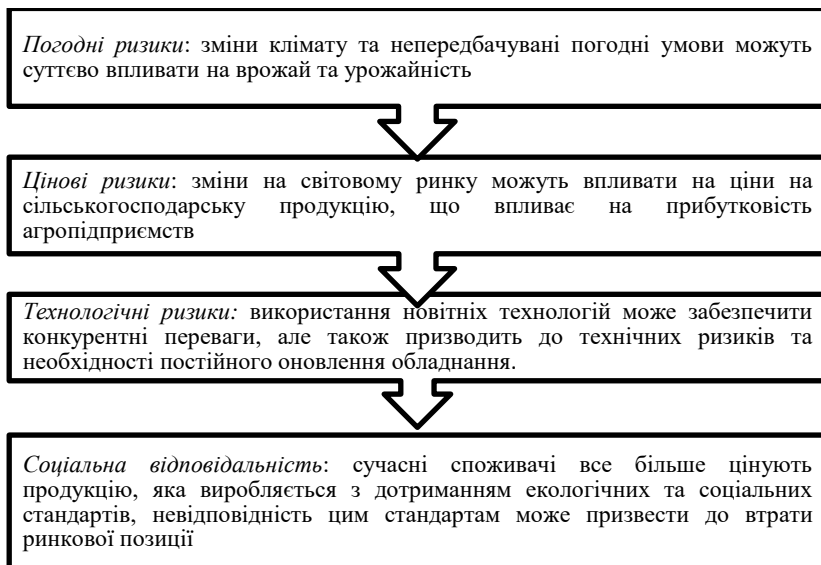 Погодні ризики: зміни клімату та непередбачувані погодні умови можуть
суттєво впливати на врожай та урожайність
Цінові ризики: зміни на світовому ринку можуть впливати на ціни на
сільськогосподарську продукцію, що впливає на прибутковість
агропідприємств
Технологічні ризики: використання новітніх технологій може забезпечити
конкурентні переваги, але також призводить до технічних ризиків та
необхідності постійного оновлення обладнання.
Соціальна відповідальність: сучасні споживачі все більше цінують
продукцію, яка виробляється з дотриманням екологічних та соціальних
стандартів, невідповідність цим стандартам може призвести до втрати
ринкової позиції